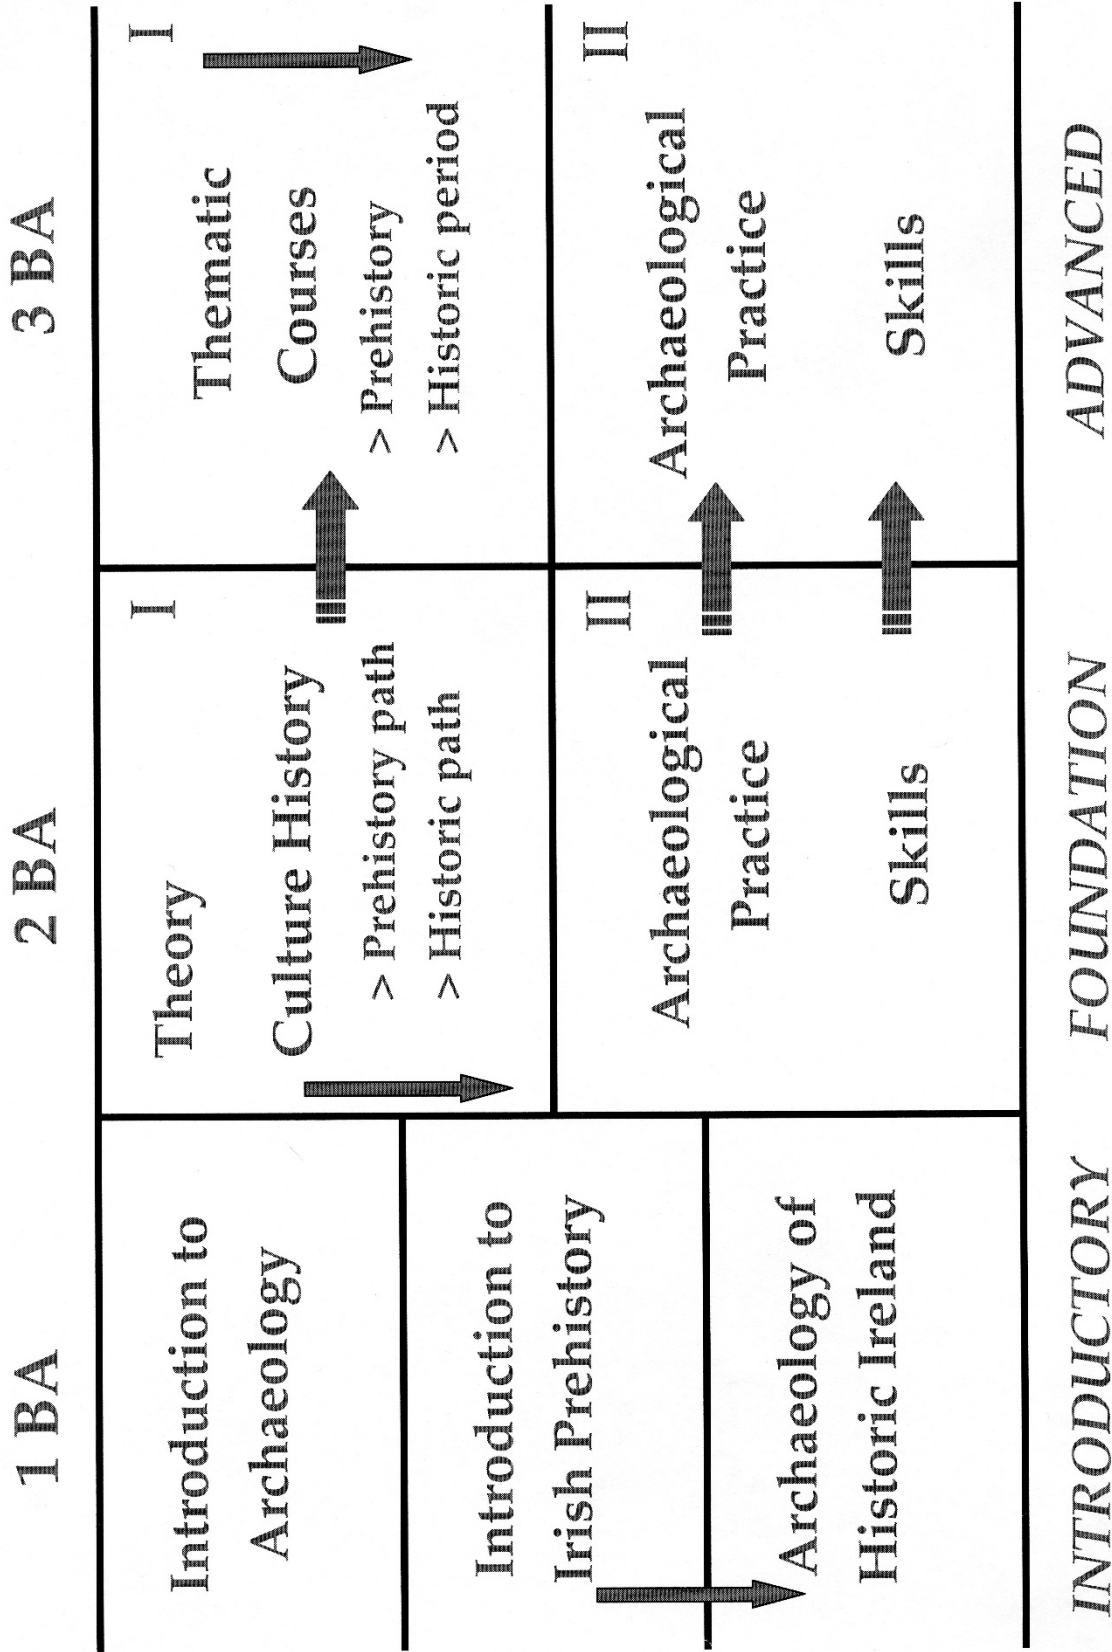 1 BA
2 BA
3 BA
Introduction to
Archaeology
Introduction to
Irish Prehistory
Archaeology of
Historic Ireland
I
Theory
Culture History
> Prehistory path
> Historic path
II
Archaeological
Practice
Skills
I
Thematic
Courses
> Prehistory
> Historic period
II
Archaeological
Practice
Skills
INTRODUCTORY
FOUNDATION
ADVANCED